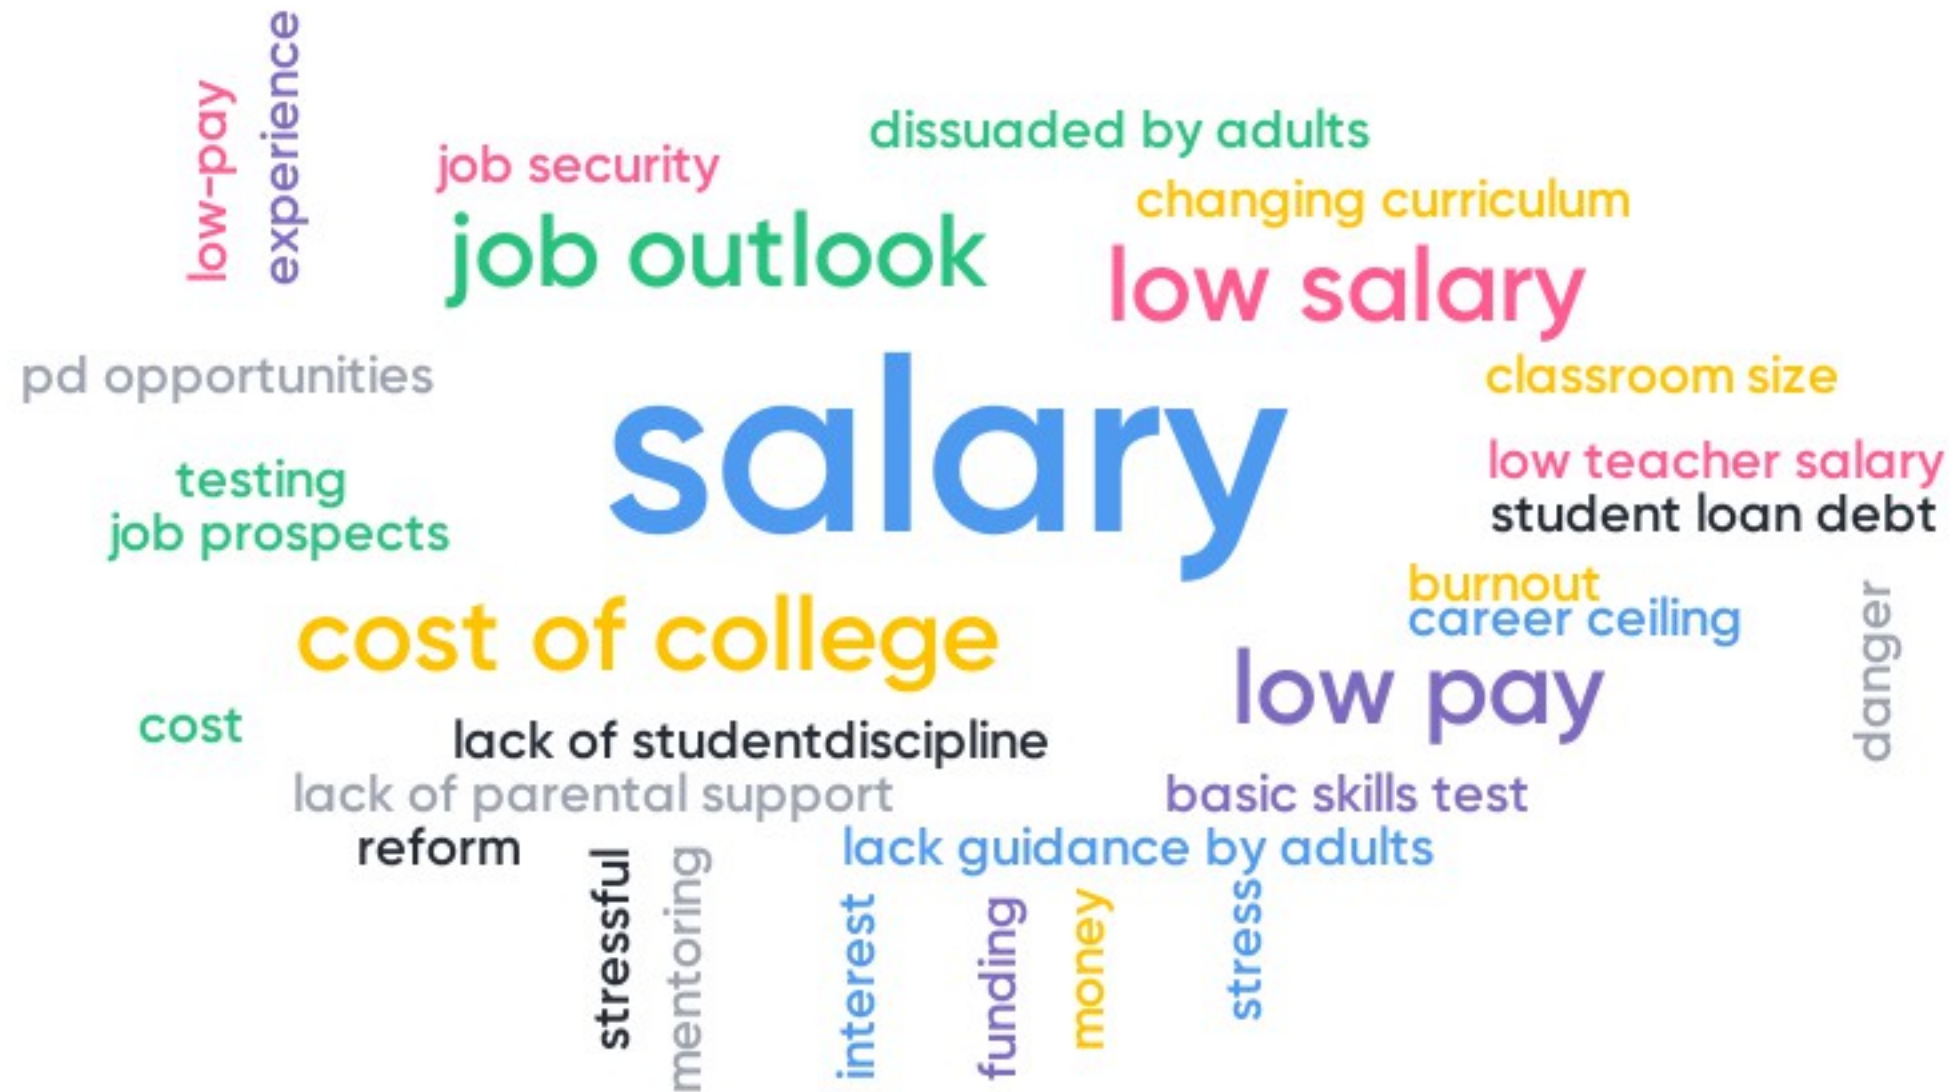 low-pay
experience
dissuaded by adults
job security
changing curriculum
job outlook
low salary
pd opportunities
salary
classroom size
low teacher salary
testing
student loan debt
job prospects
burnout
career ceiling
cost of college
danger
low pay
cost
lack of studentdiscipline
lack of parental support
basic skills test
reform
lack guidance by adults
stressful
mentoring
interest
funding
money
stress